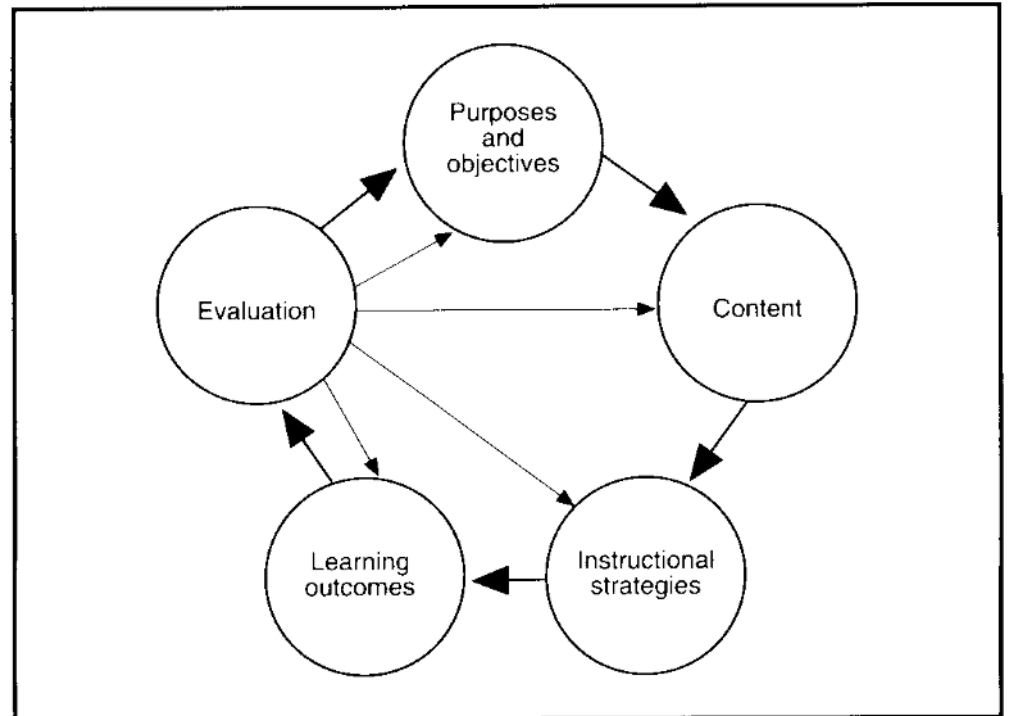 Purposes
and
objectives
Evaluation
Content
Learning
outcomes
Instructional
strategies